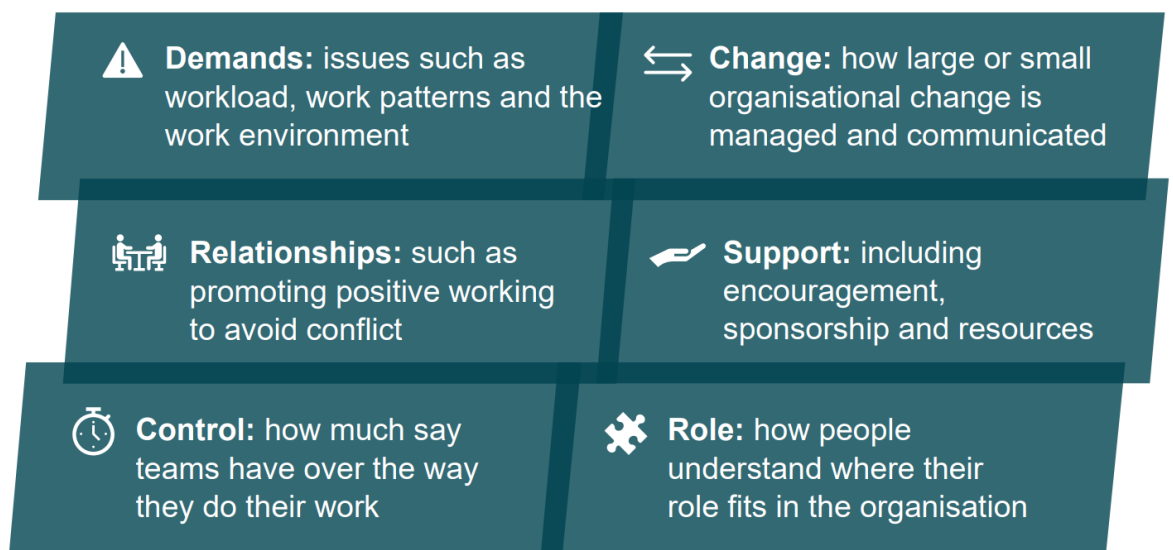 Demands: issues such as
workload, work patterns and the
work environment
Change: how large or small
organisational change is
managed and communicated
Relationships: such as
promoting positive working
to avoid conflict
Support: including
encouragement,
sponsorship and resources
Control: how much say
teams have over the way
they do their work
Role: how people
understand where their
role fits in the organisation